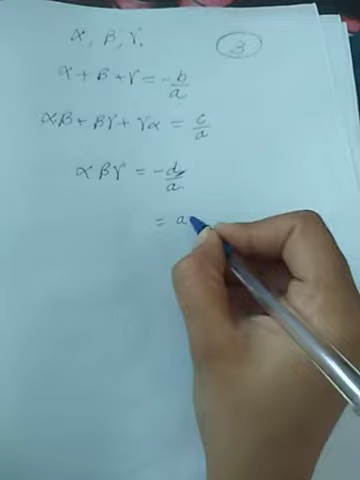 α, β, γ.
3
α + β + γ = -b/a
αβ + βγ + γα = c/a
αβγ = -d/a
= a